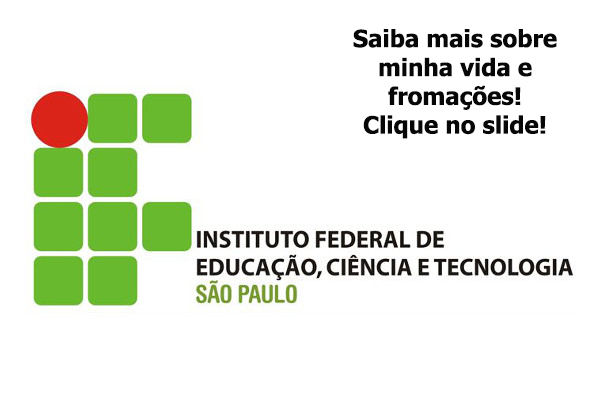 Saiba mais sobre
minha vida e
fromações!
Clique no slide!
INSTITUTO FEDERAL DE
EDUCAÇÃO, CIÊNCIA E TECNOLOGIA
SÃO PAULO